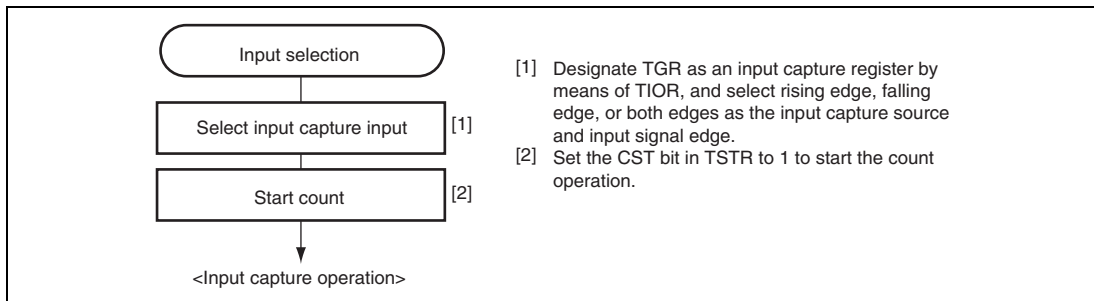 Input selection
Select input capture input
[1]
Start count
[2]
<Input capture operation>
[1] Designate TGR as an input capture register by
means of TIOR, and select rising edge, falling
edge, or both edges as the input capture source
and input signal edge.
[2] Set the CST bit in TSTR to 1 to start the count
operation.